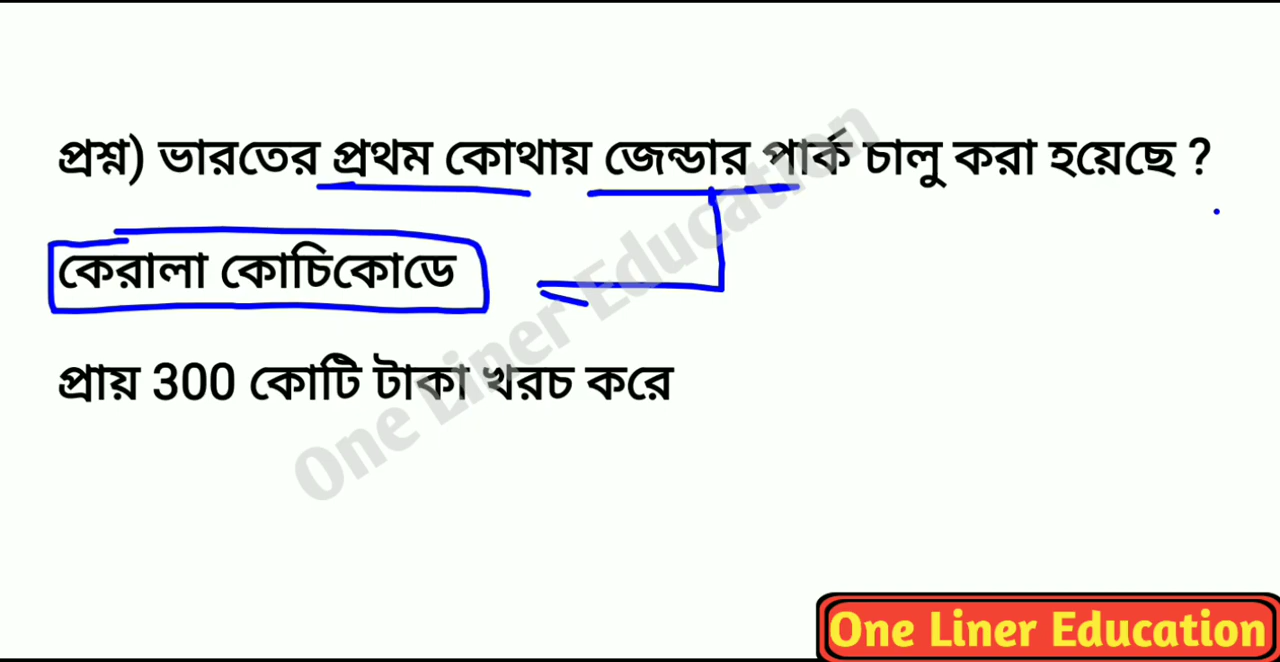 প্রশ্ন) ভারতের প্রথম কোথায় জেন্ডার পার্ক চালু করা হয়েছে ?
কেরালা কোচিকোডে
প্রায় 300 কোটি টাকা খরচ করে
One Liner Education
One Liner Education